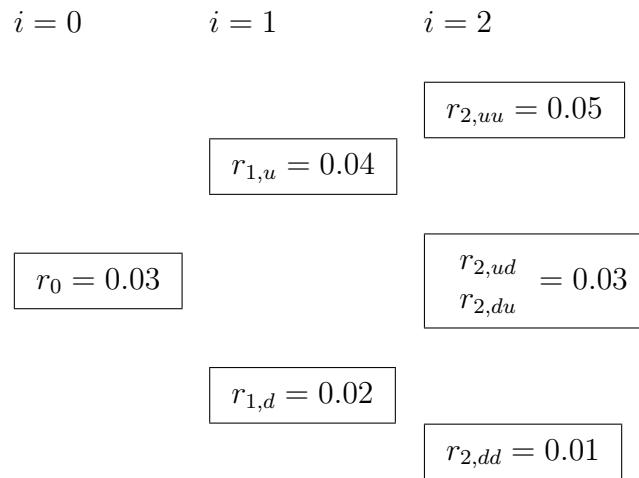 i = 0 i = 1 i = 2
r_{2,uu} = 0.05
r_{1,u} = 0.04
r_0 = 0.03
r_{2,ud}
r_{2,du} = 0.03
r_{1,d} = 0.02
r_{2,dd} = 0.01